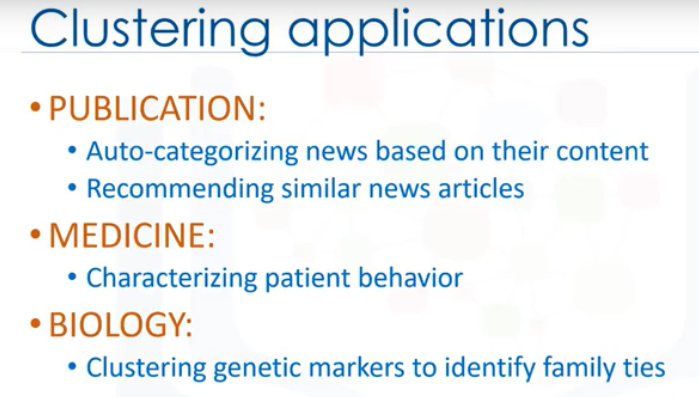 Clustering applications
• PUBLICATION:
• Auto-categorizing news based on their content
• Recommending similar news articles
• MEDICINE:
• Characterizing patient behavior
• BIOLOGY:
• Clustering genetic markers to identify family ties